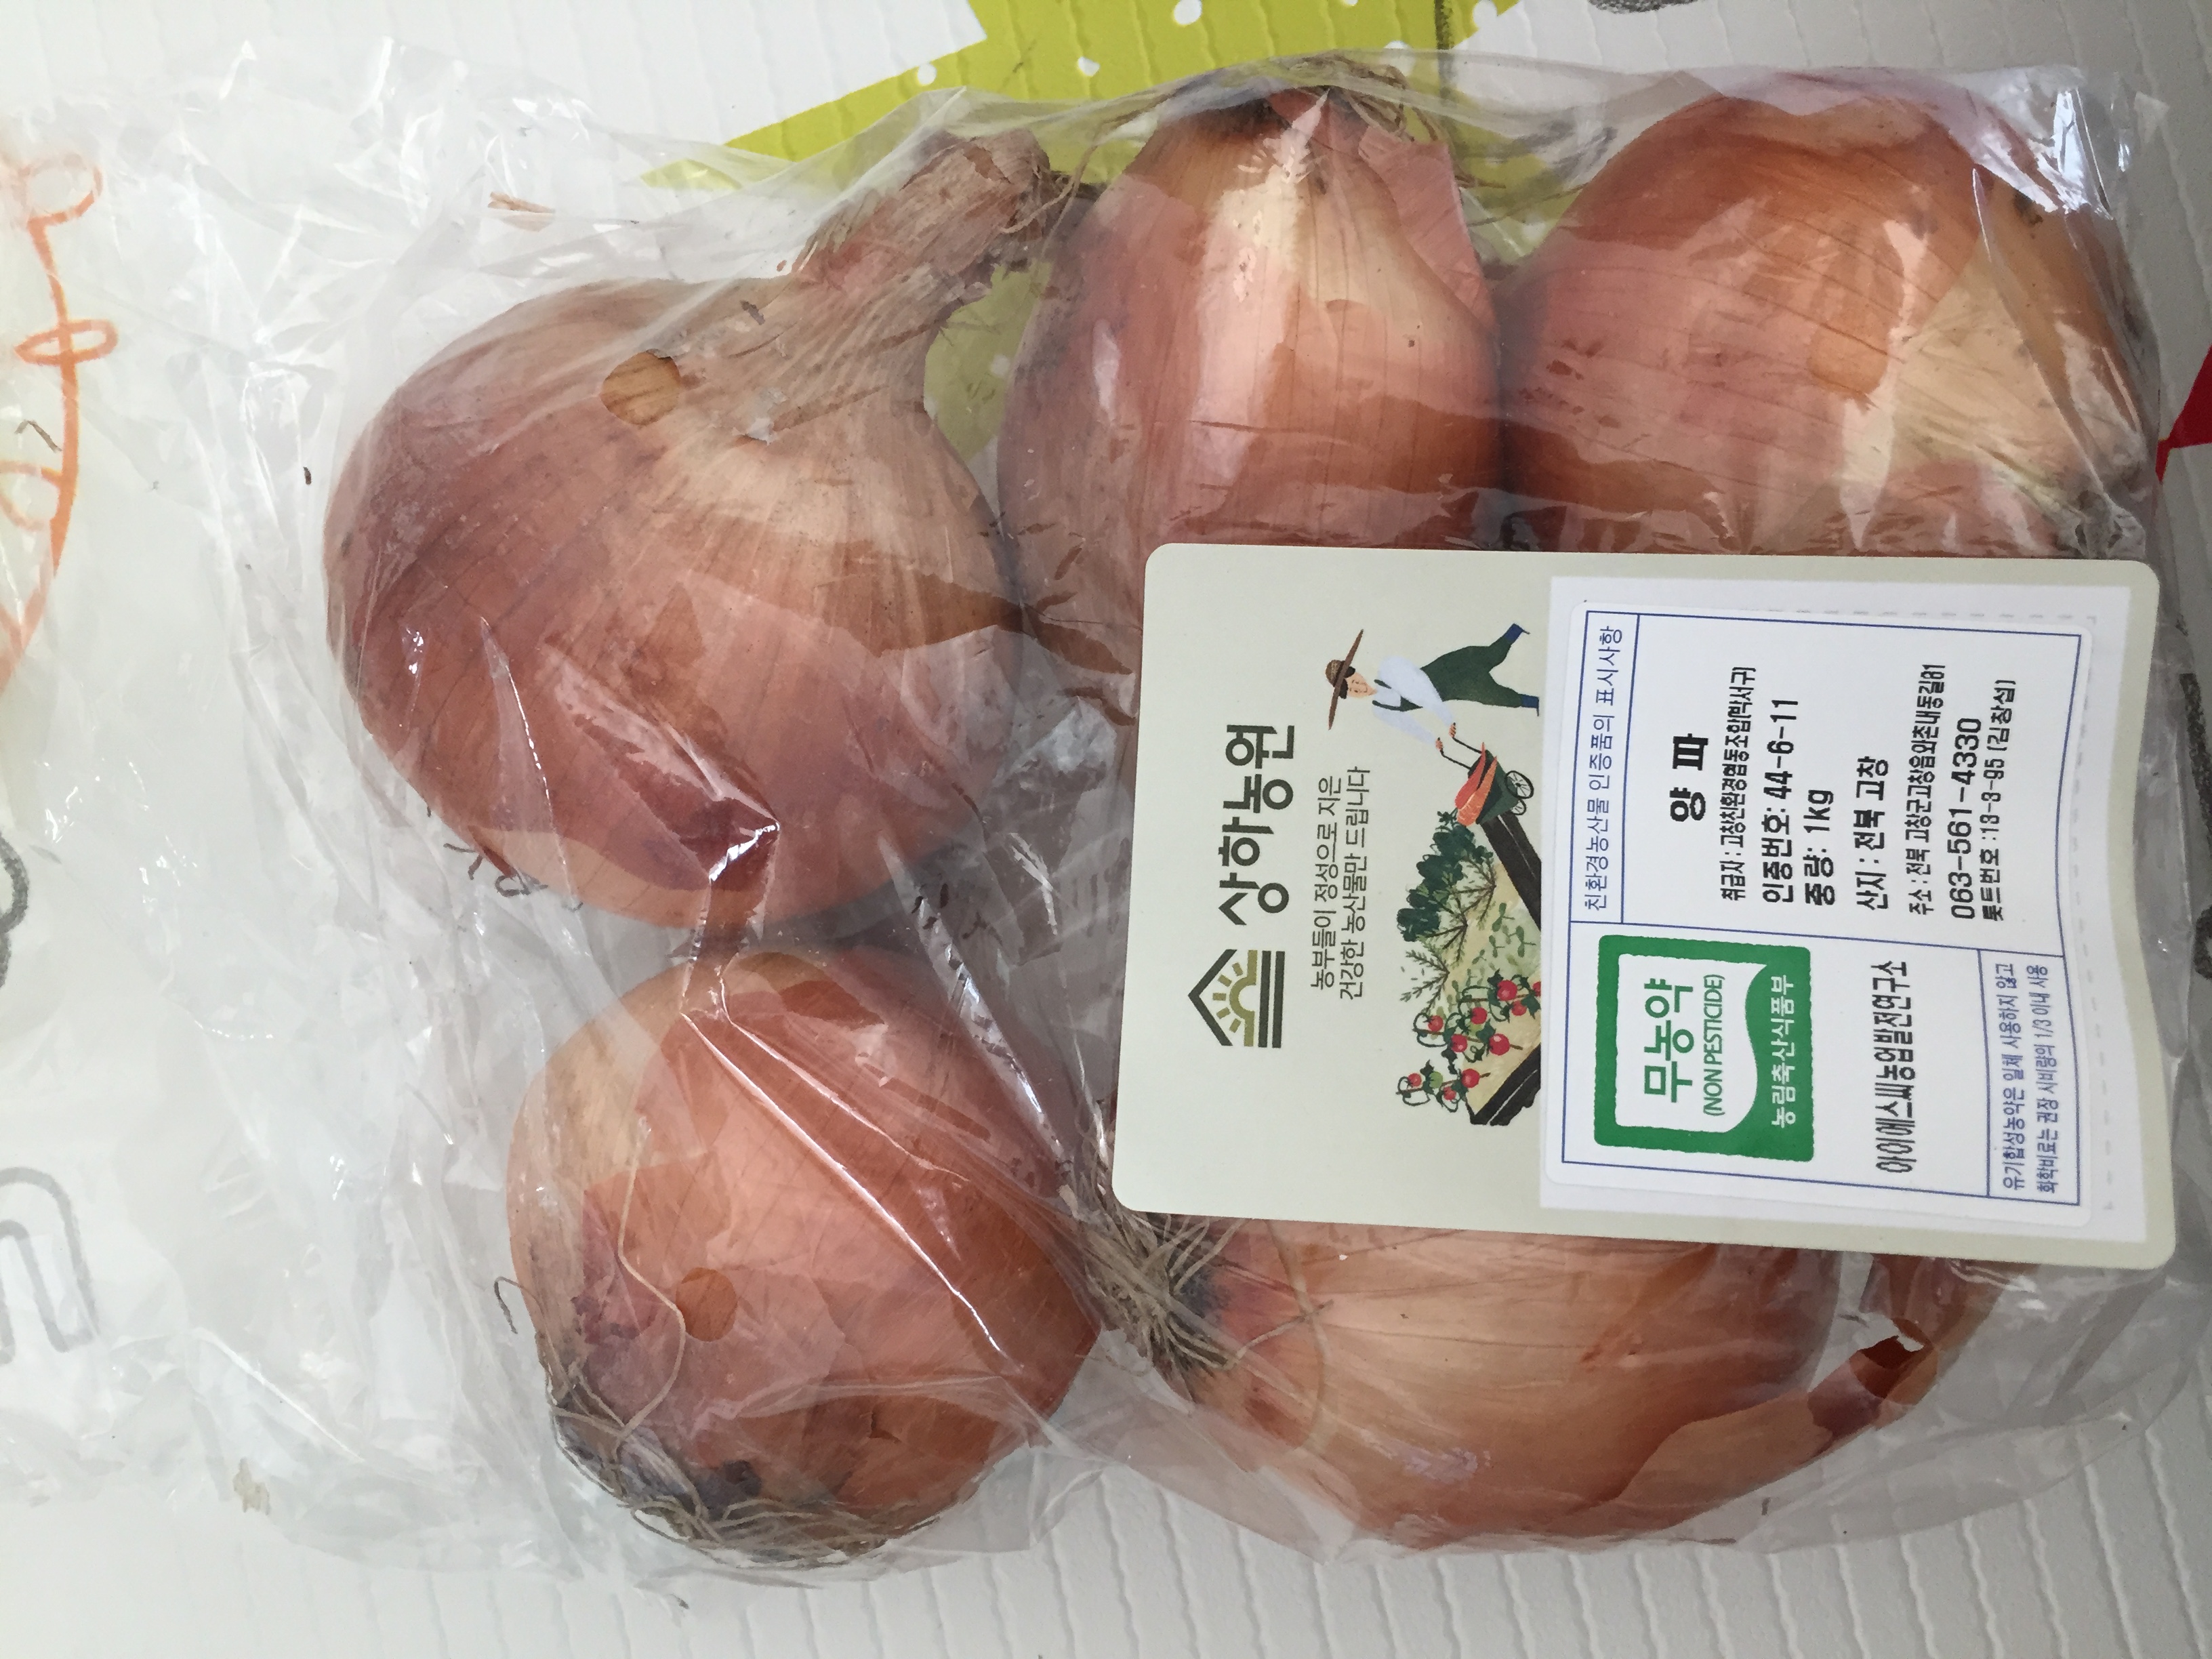 상하농원
농부들이 정성으로 지은
건강한 농산물만 드립니다
친환경농산물 인증품의 표시사항
무농약
(NON PESTICIDE)
농림축산식품부
아이에스씨농업발전연구소
양 파
취급자 : 고창친환경협동조합(박서구)
인증번호: 44-6-11
중량: 1kg
산지 : 전북 고창
주소 : 전북 고창군고창읍외촌내동길81
063-561-4330
롯트번호 :13-3-95 (김창섭)
유기합성농약은 일체 사용하지 않고
화학비료는 권장 시비량의 1/3 이내 사용